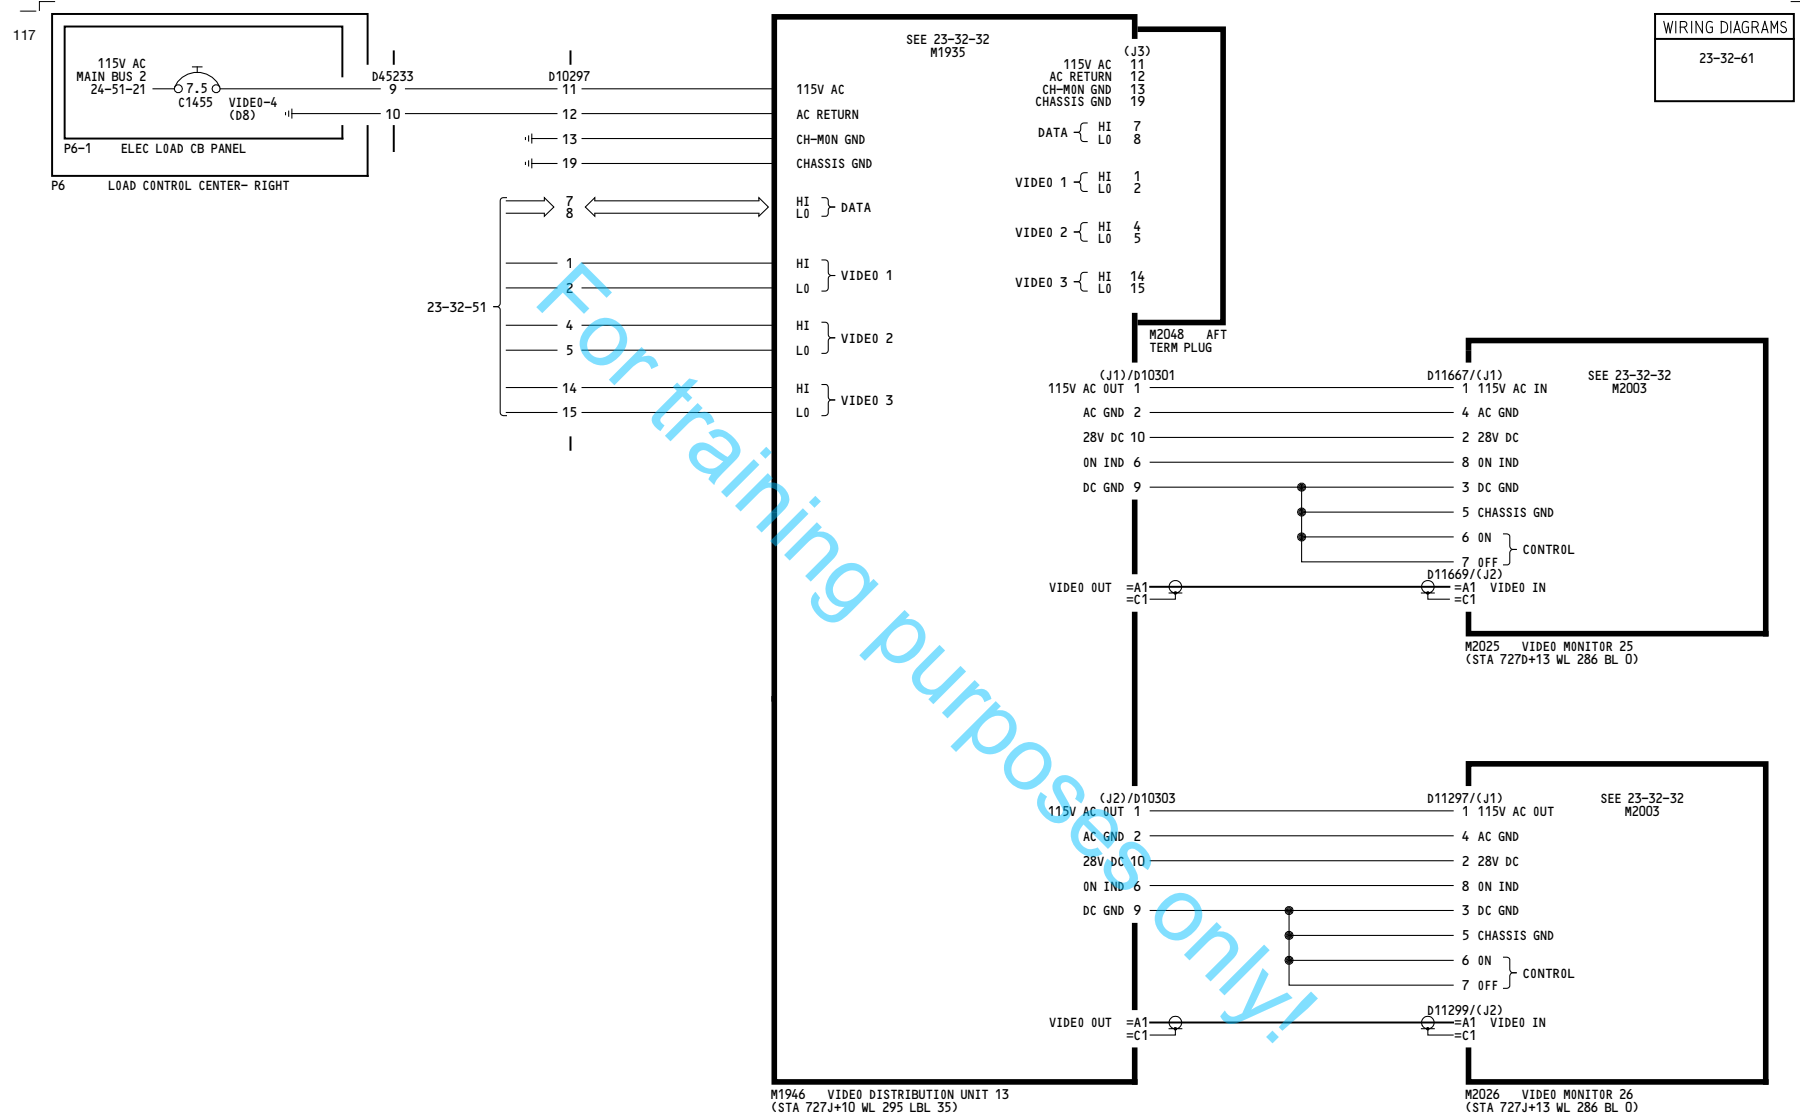 117
WIRING DIAGRAMS
23-32-61
115V AC
MAIN BUS 2
24-51-21
7.5
C1455
VIDEO-4
(D8)
P6-1 ELEC LOAD CB PANEL
P6 LOAD CONTROL CENTER- RIGHT
D45233
9
10
D10297
11
12
13
19
7
8
1
2
4
5
14
15
23-32-51
SEE 23-32-32
M1935
115V AC
AC RETURN
CH-MON GND
CHASSIS GND
HI
LO
DATA
HI
LO
VIDEO 1
HI
LO
VIDEO 2
HI
LO
VIDEO 3
(J3)
115V AC 11
AC RETURN 12
CH-MON GND 13
CHASSIS GND 19
DATA HI 7
LO 8
VIDEO 1 HI 1
LO 2
VIDEO 2 HI 4
LO 5
VIDEO 3 HI 14
LO 15
M2048 AFT
TERM PLUG
(J1)/D10301
115V AC OUT 1
AC GND 2
28V DC 10
ON IND 6
DC GND 9
VIDEO OUT =A1
=C1
D11667/(J1)
1 115V AC IN
4 AC GND
2 28V DC
8 ON IND
3 DC GND
5 CHASSIS GND
6 ON
7 OFF
CONTROL
D11669/(J2)
=A1 VIDEO IN
=C1
SEE 23-32-32
M2003
M2025 VIDEO MONITOR 25
(STA 727D+13 WL 286 BL 0)
(J2)/D10303
115V AC OUT 1
AC GND 2
28V DC 10
ON IND 6
DC GND 9
VIDEO OUT =A1
=C1
D11297/(J1)
1 115V AC OUT
4 AC GND
2 28V DC
8 ON IND
3 DC GND
5 CHASSIS GND
6 ON
7 OFF
CONTROL
D11299/(J2)
=A1 VIDEO IN
=C1
SEE 23-32-32
M2003
M1946 VIDEO DISTRIBUTION UNIT 13
(STA 727J+10 WL 295 LBL 35)
M2026 VIDEO MONITOR 26
(STA 727J+13 WL 286 BL 0)
For training purposes only!